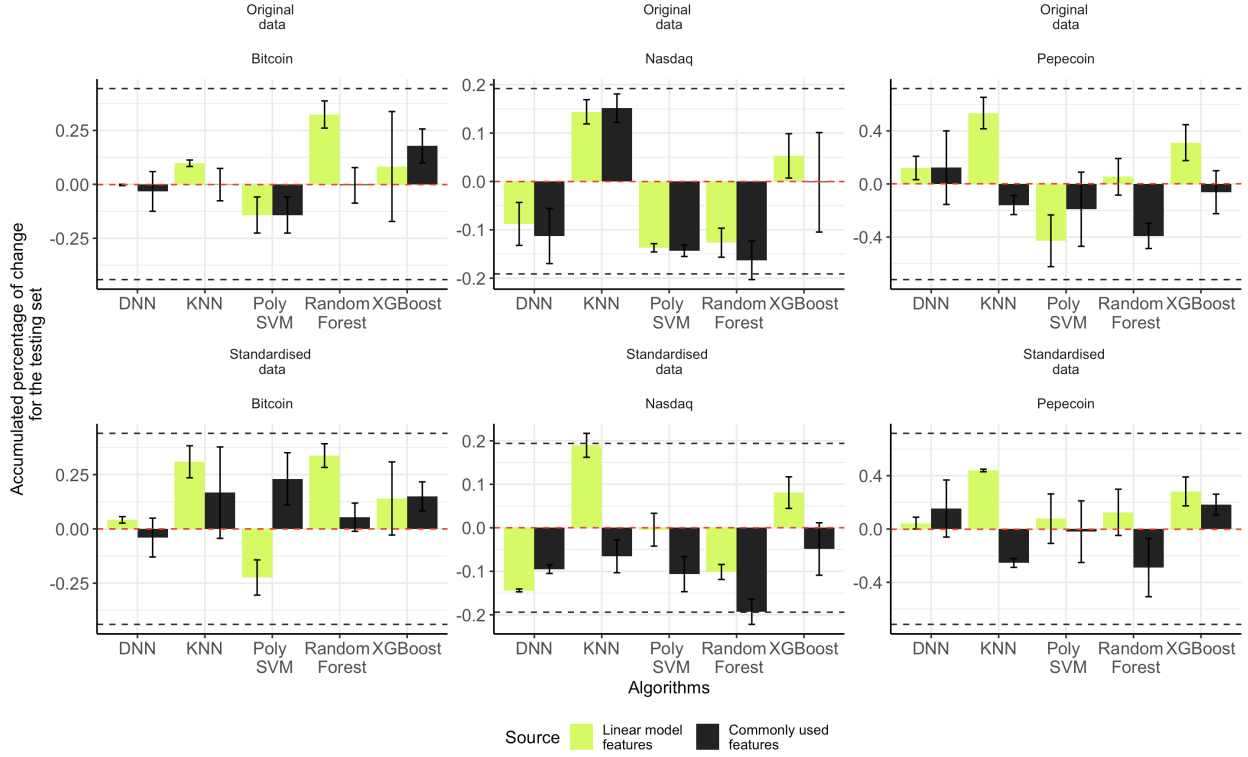 Original
data
Original
data
Original
data
Bitcoin
Nasdaq
Pepecoin
0.25
0.00
-0.25
0.2
0.1
0.0
-0.1
-0.2
0.4
0.0
-0.4
DNN KNN Poly SVM Random Forest XGBoost
DNN KNN Poly SVM Random Forest XGBoost
DNN KNN Poly SVM Random Forest XGBoost
Accumulated percentage of change
for the testing set
Standardised
data
Standardised
data
Standardised
data
Bitcoin
Nasdaq
Pepecoin
0.25
0.00
-0.25
0.2
0.1
0.0
-0.1
-0.2
0.4
0.0
-0.4
DNN KNN Poly SVM Random Forest XGBoost
DNN KNN Poly SVM Random Forest XGBoost
DNN KNN Poly SVM Random Forest XGBoost
Algorithms
Source
Linear model
features
Commonly used
features